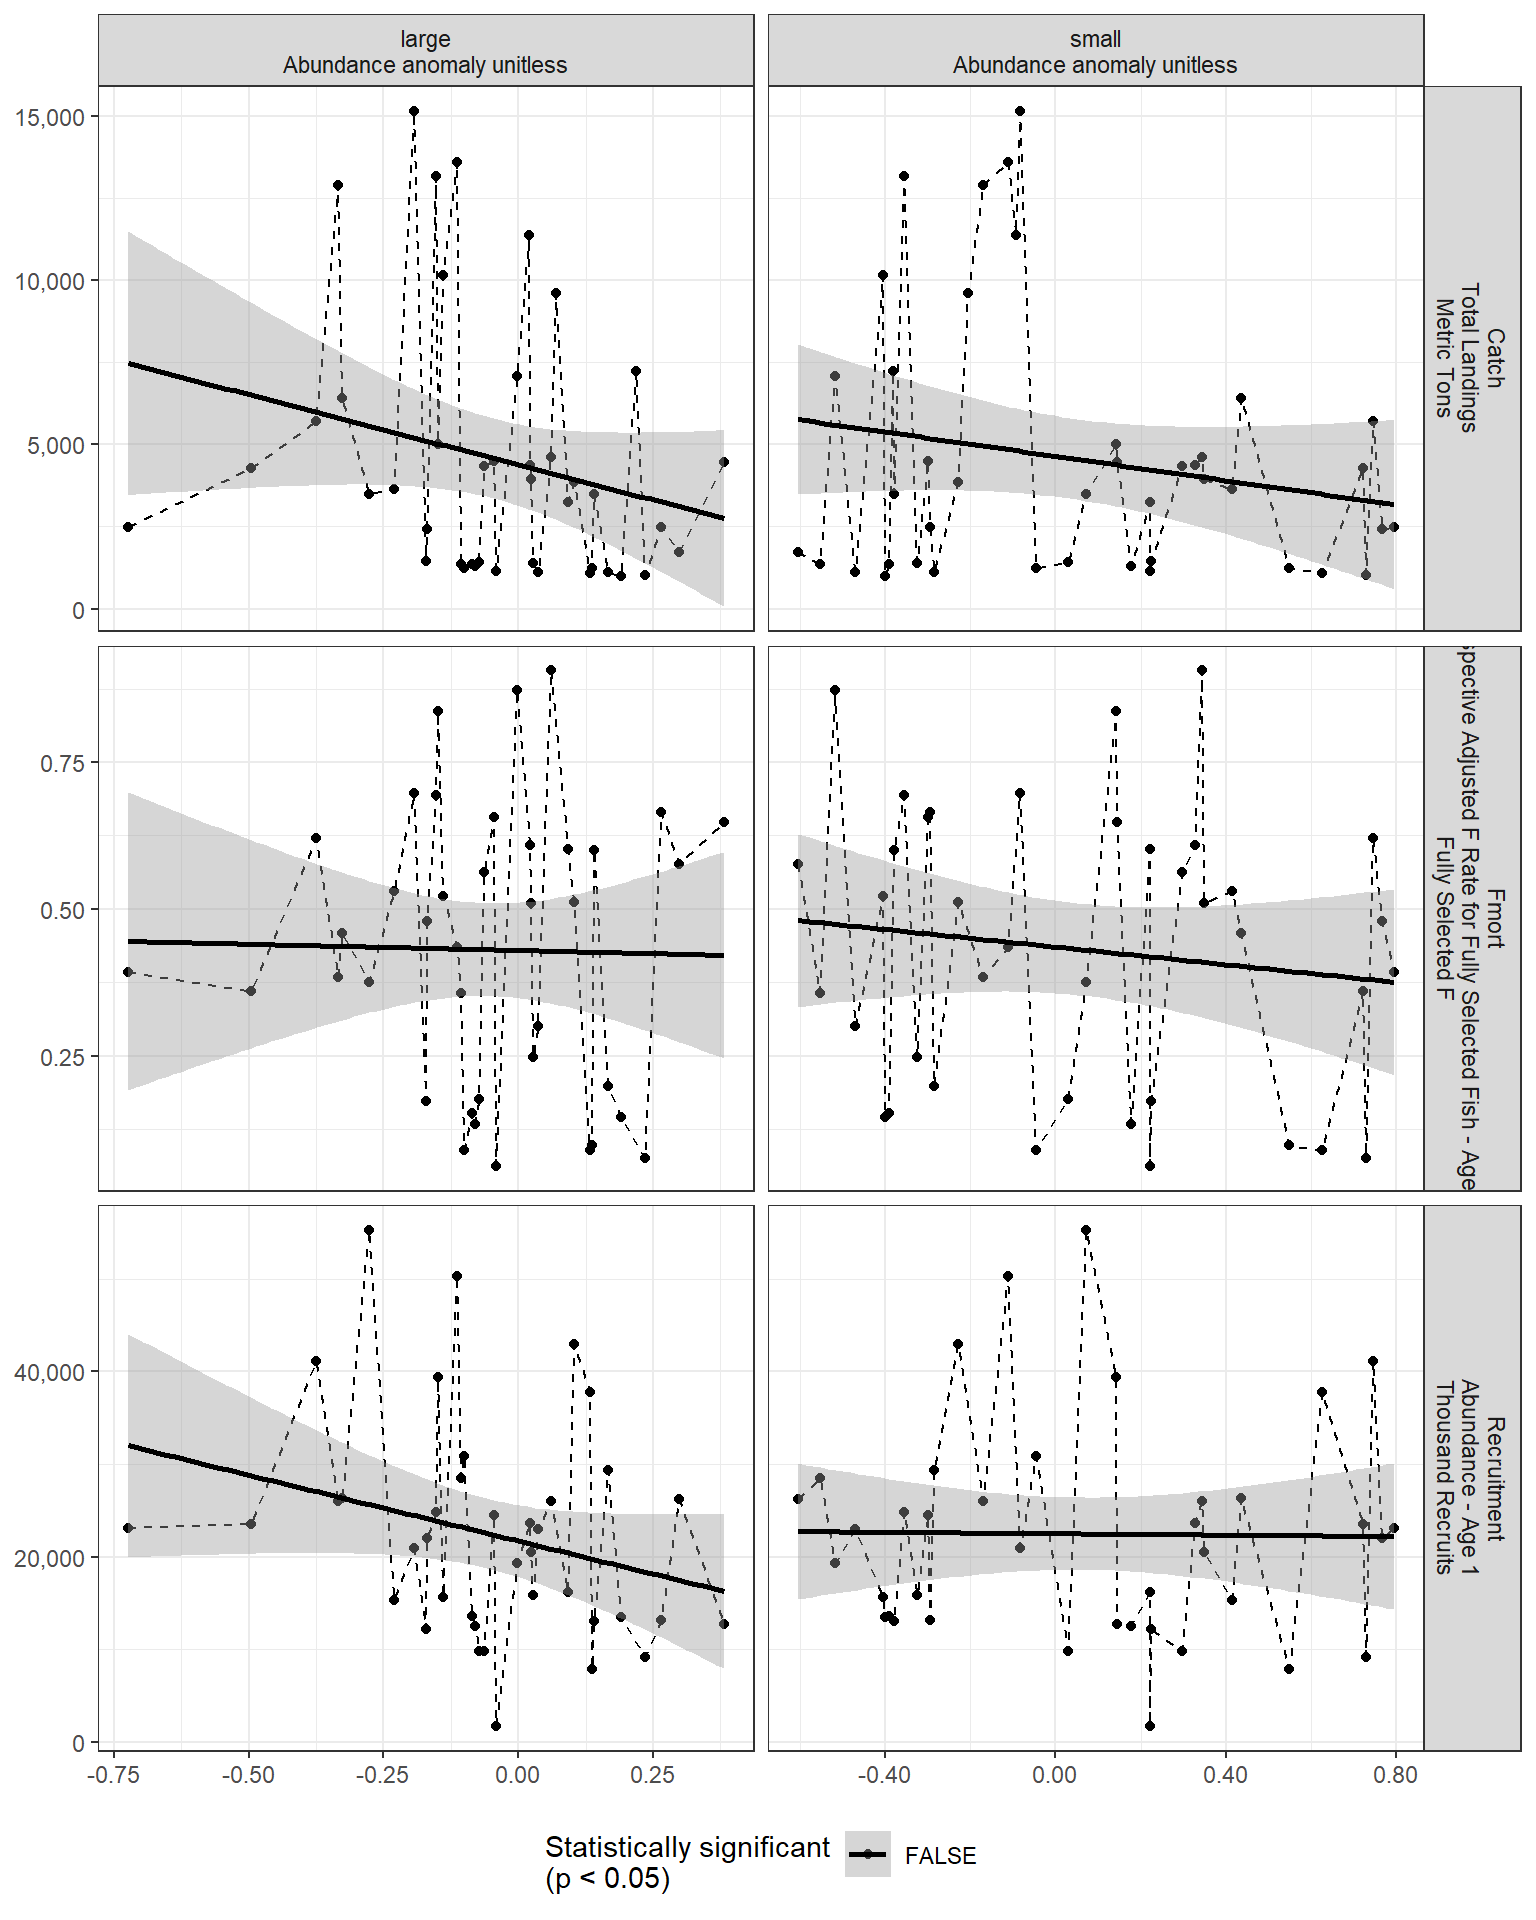 large
Abundance anomaly unitless
small
Abundance anomaly unitless
15,000
10,000
5,000
0
Catch
Total Landings
Metric Tons
0.75
0.50
0.25
Fmort
Adjusted F Rate for Fully Selected Fish - Age
Fully Selected F
40,000
20,000
0
Recruitment
Abundance - Age 1
Thousand Recruits
-0.75
-0.50
-0.25
0.00
0.25
-0.40
0.00
0.40
0.80
Statistically significant
(p < 0.05)
FALSE